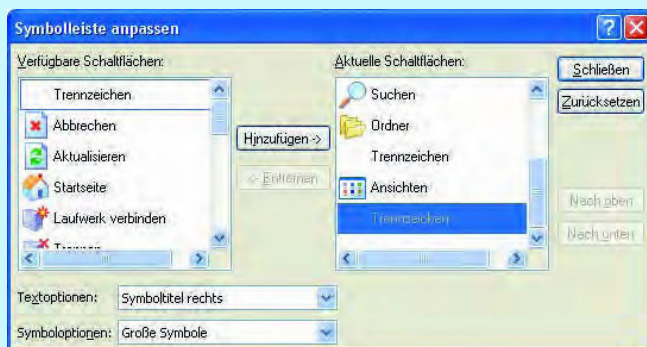 Symbolleiste anpassen
Verfügbare Schaltflächen:
Trennzeichen
Abbrechen
Aktualisieren
Startseite
Laufwerk verbinden
Hinzufügen ->
<- Entfernen
Aktuelle Schaltflächen:
Suchen
Ordner
Trennzeichen
Ansichten
Trennzeichen
Schließen
Zurücksetzen
Nach oben
Nach unten
Textoptionen: Symboltitel rechts
Symboloptionen: Große Symbole